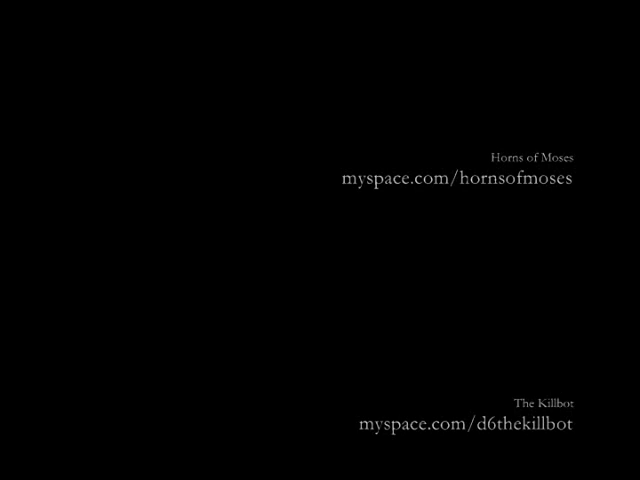 Horns of Moses
myspace.com/hornsofmoses
The Killbot
myspace.com/d6thekillbot